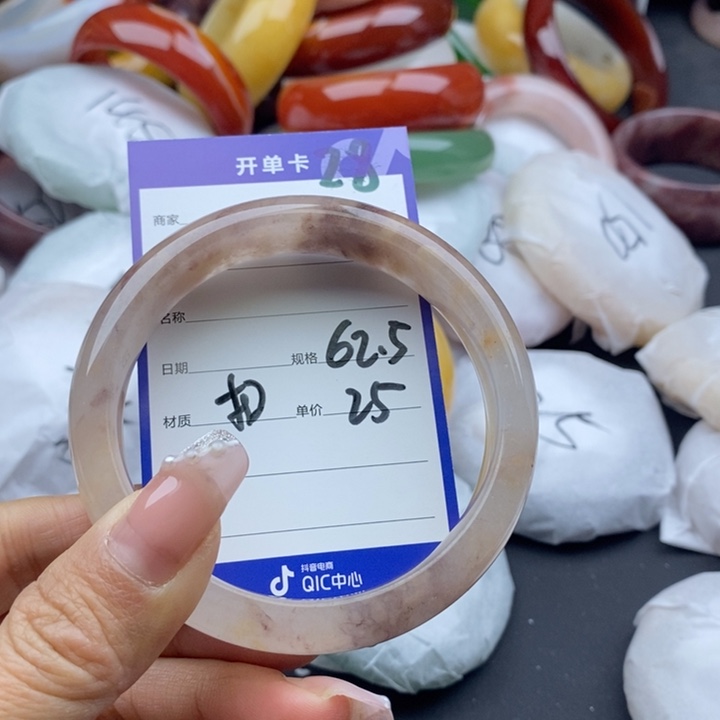 开单卡 28
商家
名称
日期 规格 62.5
材质 扣 单价 25
抖音电商
QIC中心